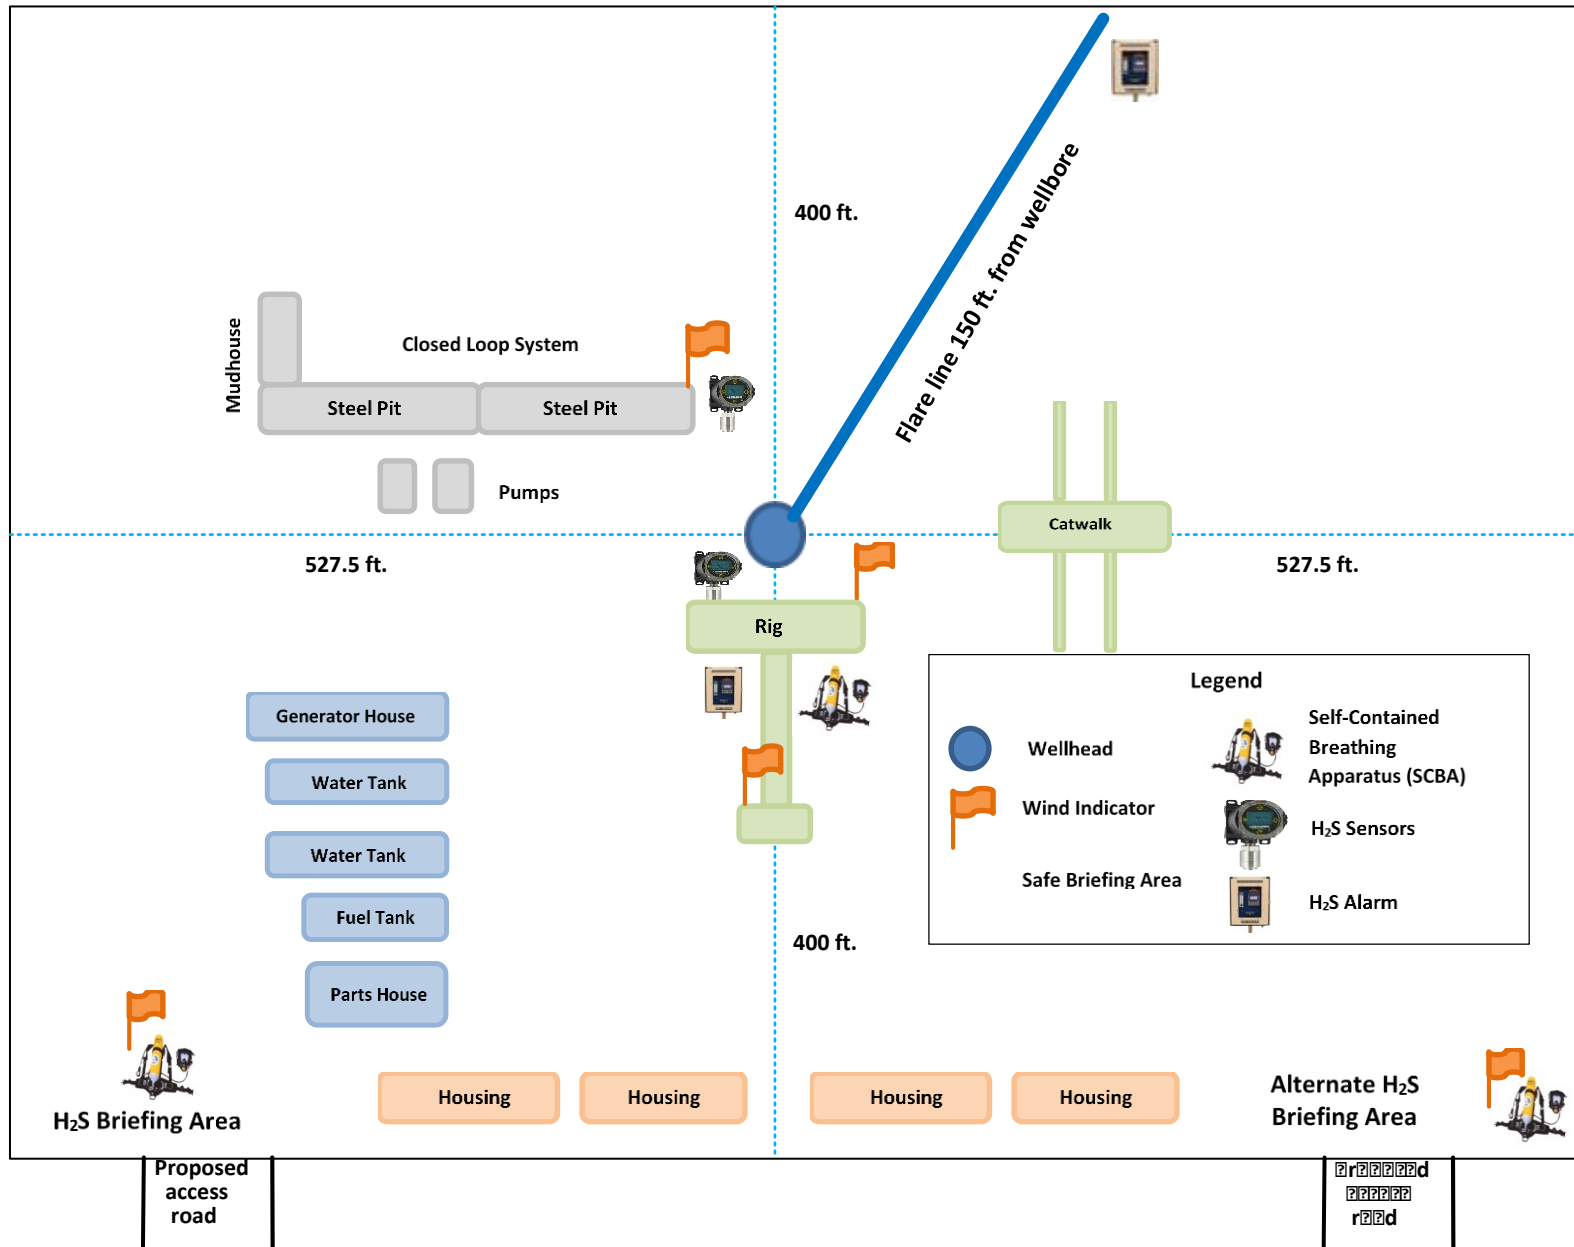 400 ft.
Flare line 150 ft. from wellbore
Mudhouse
Closed Loop System
Steel Pit
Steel Pit
Pumps
Catwalk
527.5 ft.
527.5 ft.
Rig
Legend
Generator House
Self-Contained
Breathing
Apparatus (SCBA)
Wellhead
Water Tank
Wind Indicator
H₂S Sensors
Water Tank
Safe Briefing Area
H₂S Alarm
Fuel Tank
400 ft.
Parts House
Housing
Housing
Housing
Housing
Alternate H₂S
Briefing Area
H₂S Briefing Area
Proposed
access
road